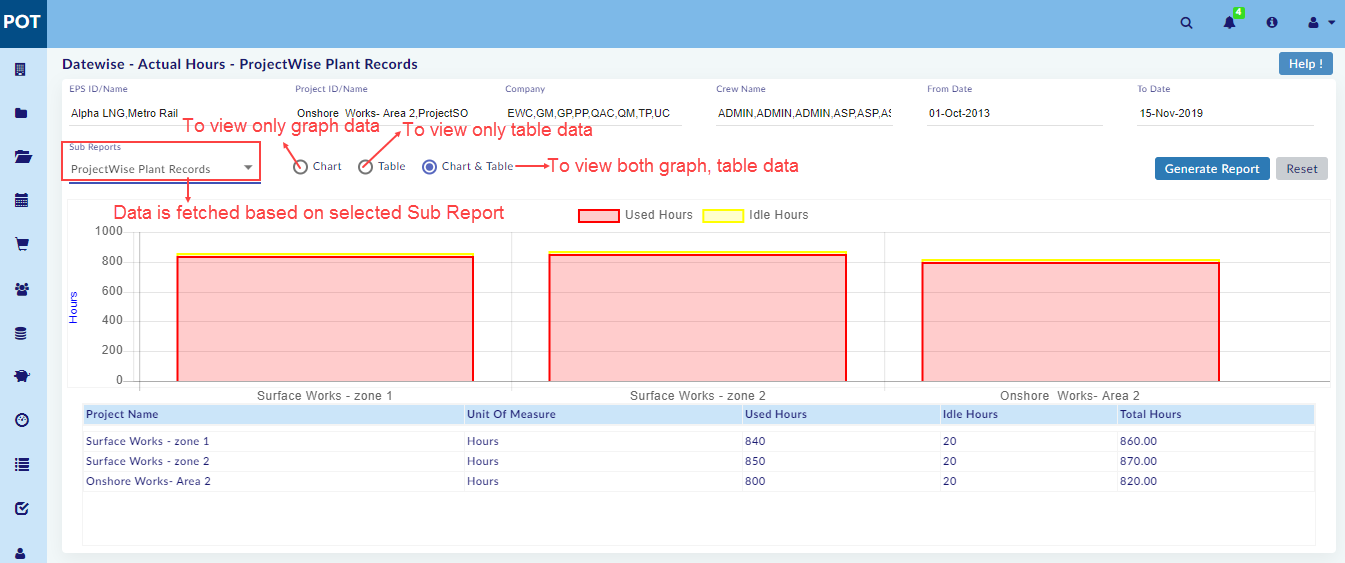 POT
4
Datewise - Actual Hours - ProjectWise Plant Records
Help !
EPS ID/Name
Project ID/Name
Company
Crew Name
From Date
To Date
Alpha LNG,Metro Rail
Onshore Works- Area 2,ProjectSO
EWC,GM,GP,PP,QAC,QM,TP,UC
ADMIN,ADMIN,ADMIN,ASP,ASP,AS
01-Oct-2013
15-Nov-2019
To view only graph data
To view only table data
Sub Reports
ProjectWise Plant Records
Chart
Table
Chart & Table
To view both graph, table data
Generate Report
Reset
Data is fetched based on selected Sub Report
Used Hours
Idle Hours
1000
800
600
400
200
0
Hours
Surface Works - zone 1
Surface Works - zone 2
Onshore Works- Area 2
Project Name Unit Of Measure Used Hours Idle Hours Total Hours
Surface Works - zone 1 Hours 840 20 860.00
Surface Works - zone 2 Hours 850 20 870.00
Onshore Works- Area 2 Hours 800 20 820.00